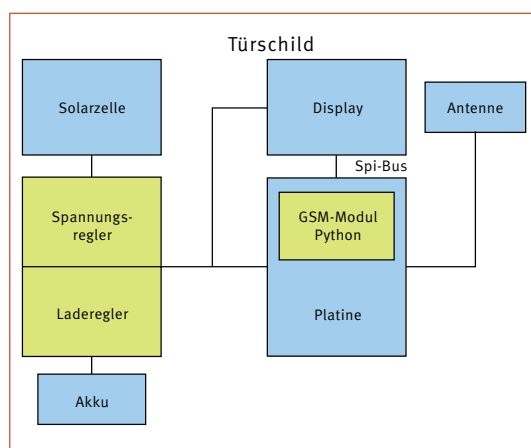 Türschild
Solarzelle
Display
Antenne
Spi-Bus
Spannungs-
regler
GSM-Modul
Python
Laderegler
Platine
Akku